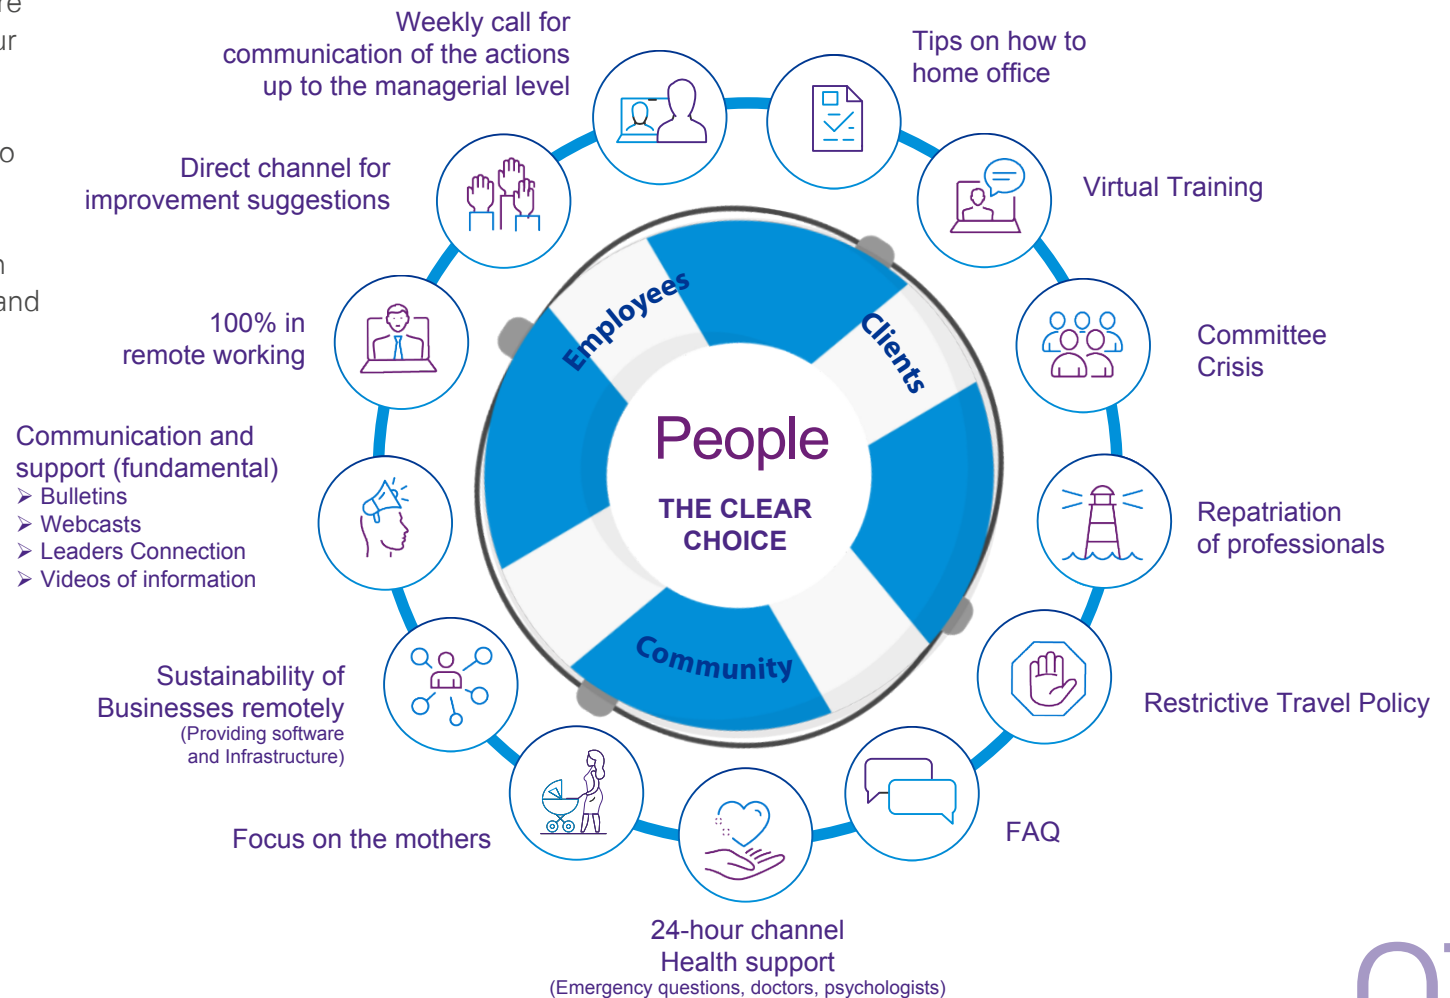 Weekly call for
communication of the actions
up to the managerial level
Tips on how to
home office
Direct channel for
improvement suggestions
Virtual Training
100% in
remote working
Committee
Crisis
Communication and
support (fundamental)
➢ Bulletins
➢ Webcasts
➢ Leaders Connection
➢ Videos of information
Repatriation
of professionals
Sustainability of
Businesses remotely
(Providing software
and Infrastructure)
Restrictive Travel Policy
Focus on the mothers
FAQ
24-hour channel
Health support
(Emergency questions, doctors, psychologists)
Employees
Clients
Community
People
THE CLEAR
CHOICE
and